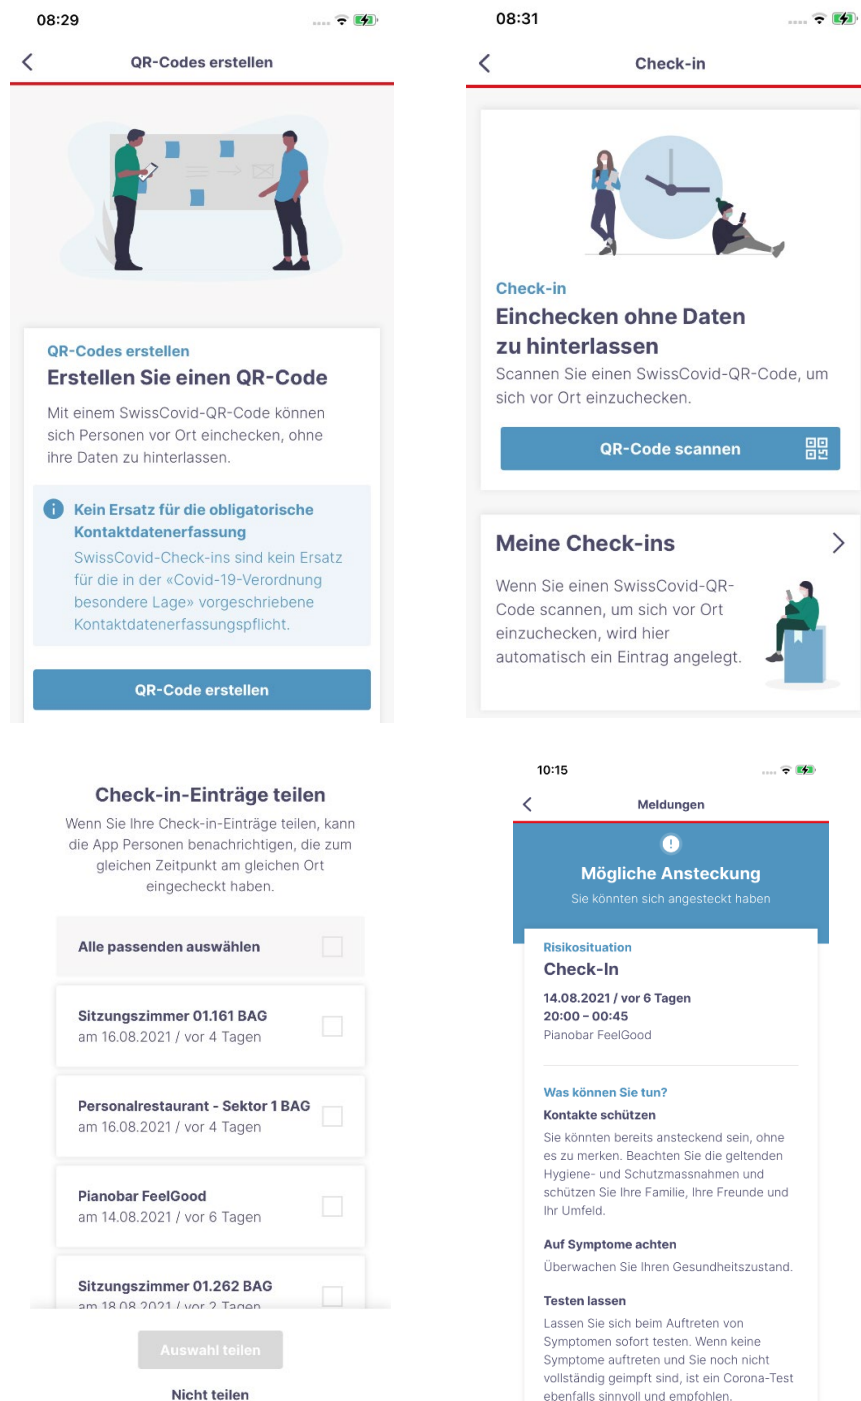 08:29
QR-Codes erstellen
QR-Codes erstellen
Erstellen Sie einen QR-Code
Mit einem SwissCovid-QR-Code können
sich Personen vor Ort einchecken, ohne
ihre Daten zu hinterlassen.
Kein Ersatz für die obligatorische
Kontaktdatenerfassung
SwissCovid-Check-ins sind kein Ersatz
für die in der «Covid-19-Verordnung
besondere Lage» vorgeschriebene
Kontaktdatenerfassungspflicht.
QR-Code erstellen
08:31
Check-in
Check-in
Einchecken ohne Daten
zu hinterlassen
Scannen Sie einen SwissCovid-QR-Code, um
sich vor Ort einzuchecken.
QR-Code scannen
Meine Check-ins
Wenn Sie einen SwissCovid-QR-
Code scannen, um sich vor Ort
einzuchecken, wird hier
automatisch ein Eintrag angelegt.
Check-in-Einträge teilen
Wenn Sie Ihre Check-in-Einträge teilen, kann
die App Personen benachrichtigen, die zum
gleichen Zeitpunkt am gleichen Ort
eingecheckt haben.
Alle passenden auswählen
Sitzungszimmer 01.161 BAG
am 16.08.2021 / vor 4 Tagen
Personalrestaurant - Sektor 1 BAG
am 16.08.2021 / vor 4 Tagen
Pianobar FeelGood
am 14.08.2021 / vor 6 Tagen
Sitzungszimmer 01.262 BAG
am 18.08.2021 / vor 2 Tagen
Auswahl teilen
Nicht teilen
10:15
Meldungen
Mögliche Ansteckung
Sie könnten sich angesteckt haben
Risikosituation
Check-In
14.08.2021 / vor 6 Tagen
20:00 – 00:45
Pianobar FeelGood
Was können Sie tun?
Kontakte schützen
Sie könnten bereits ansteckend sein, ohne
es zu merken. Beachten Sie die geltenden
Hygiene- und Schutzmassnahmen und
schützen Sie Ihre Familie, Ihre Freunde und
Ihr Umfeld.
Auf Symptome achten
Überwachen Sie Ihren Gesundheitszustand.
Testen lassen
Lassen Sie sich beim Auftreten von
Symptomen sofort testen. Wenn keine
Symptome auftreten und Sie noch nicht
vollständig geimpft sind, ist ein Corona-Test
ebenfalls sinnvoll und empfohlen.